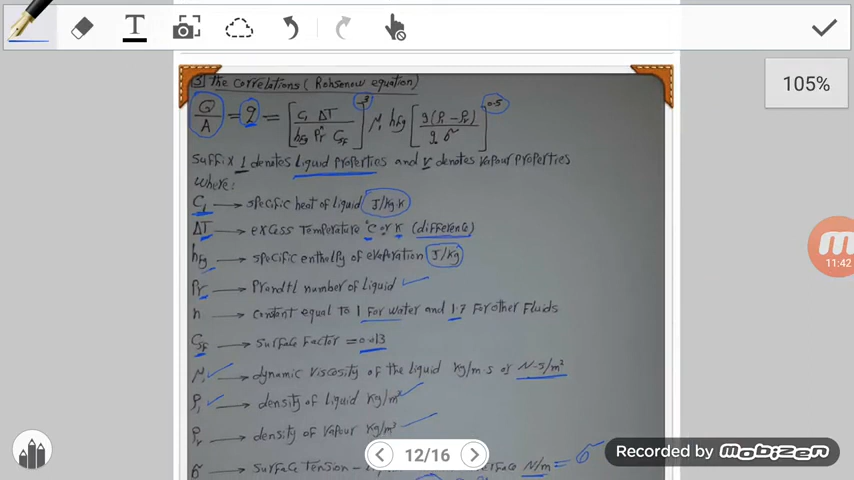 T
105%
③ The correlations (Rohsenow equation)
Q/A = q = [Cl ΔT / hfg Pr^n Csf]^3 μl hfg [g(ρl − ρv) / g σ]^0.5
Suffix l denotes Liquid properties and v denotes vapour properties
where:
Cl → specific heat of liquid J/kg.k
ΔT → excess Temperature °C or K (difference)
hfg → specific enthalpy of evaporation J/kg
Pr → Prandtl number of liquid
n → constant equal to 1 for water and 1.7 for other fluids
Csf → surface factor = 0.013
μl → dynamic viscosity of the liquid kg/m.s or N-s/m²
ρl → density of liquid kg/m³
ρv → density of vapour kg/m³
σ → surface Tension - N/m = σ
11:42
12/16
Recorded by mobizen